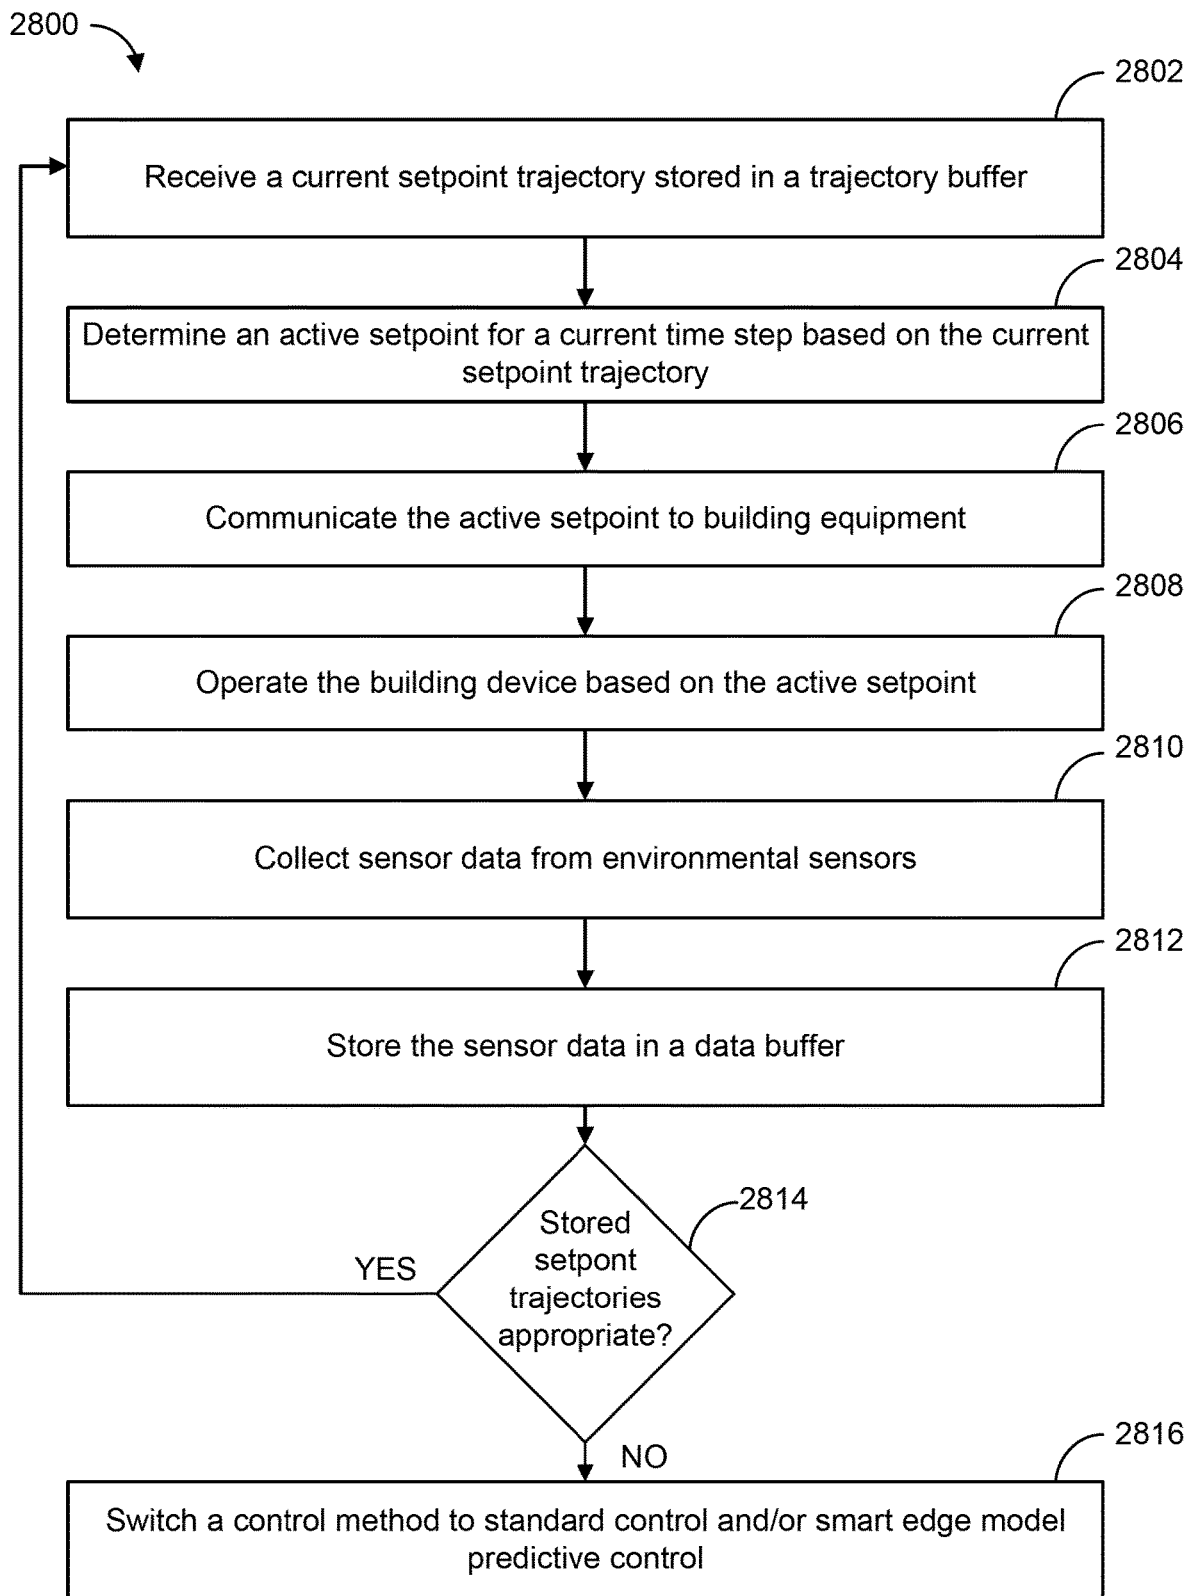 2800
2802
Receive a current setpoint trajectory stored in a trajectory buffer
2804
Determine an active setpoint for a current time step based on the current
setpoint trajectory
2806
Communicate the active setpoint to building equipment
2808
Operate the building device based on the active setpoint
2810
Collect sensor data from environmental sensors
2812
Store the sensor data in a data buffer
2814
Stored
setpont
trajectories
appropriate?
YES
NO
2816
Switch a control method to standard control and/or smart edge model
predictive control